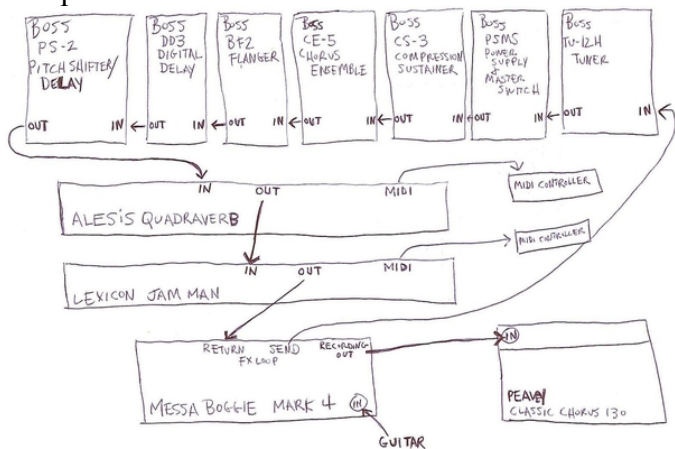 BOSS
PS-2
PITCH SHIFTER/
DELAY
OUT IN
BOSS
DD3
DIGITAL
DELAY
OUT IN
BOSS
BF2
FLANGER
OUT IN
BOSS
CE-5
CHORUS
ENSEMBLE
OUT IN
BOSS
CS-3
COMPRESSION
SUSTAINER
OUT IN
BOSS
PSM5
POWER
SUPPLY
&
MASTER
SWITCH
OUT IN
BOSS
TU-12H
TUNER
IN
IN OUT MIDI
ALESIS QUADRAVERB
MIDI CONTROLLER
IN OUT MIDI
LEXICON JAM MAN
MIDI CONTROLLER
RETURN SEND RECORDING
FX LOOP OUT
MESSA BOGGIE MARK 4 IN
GUITAR
IN
PEAVEY
CLASSIC CHORUS 130